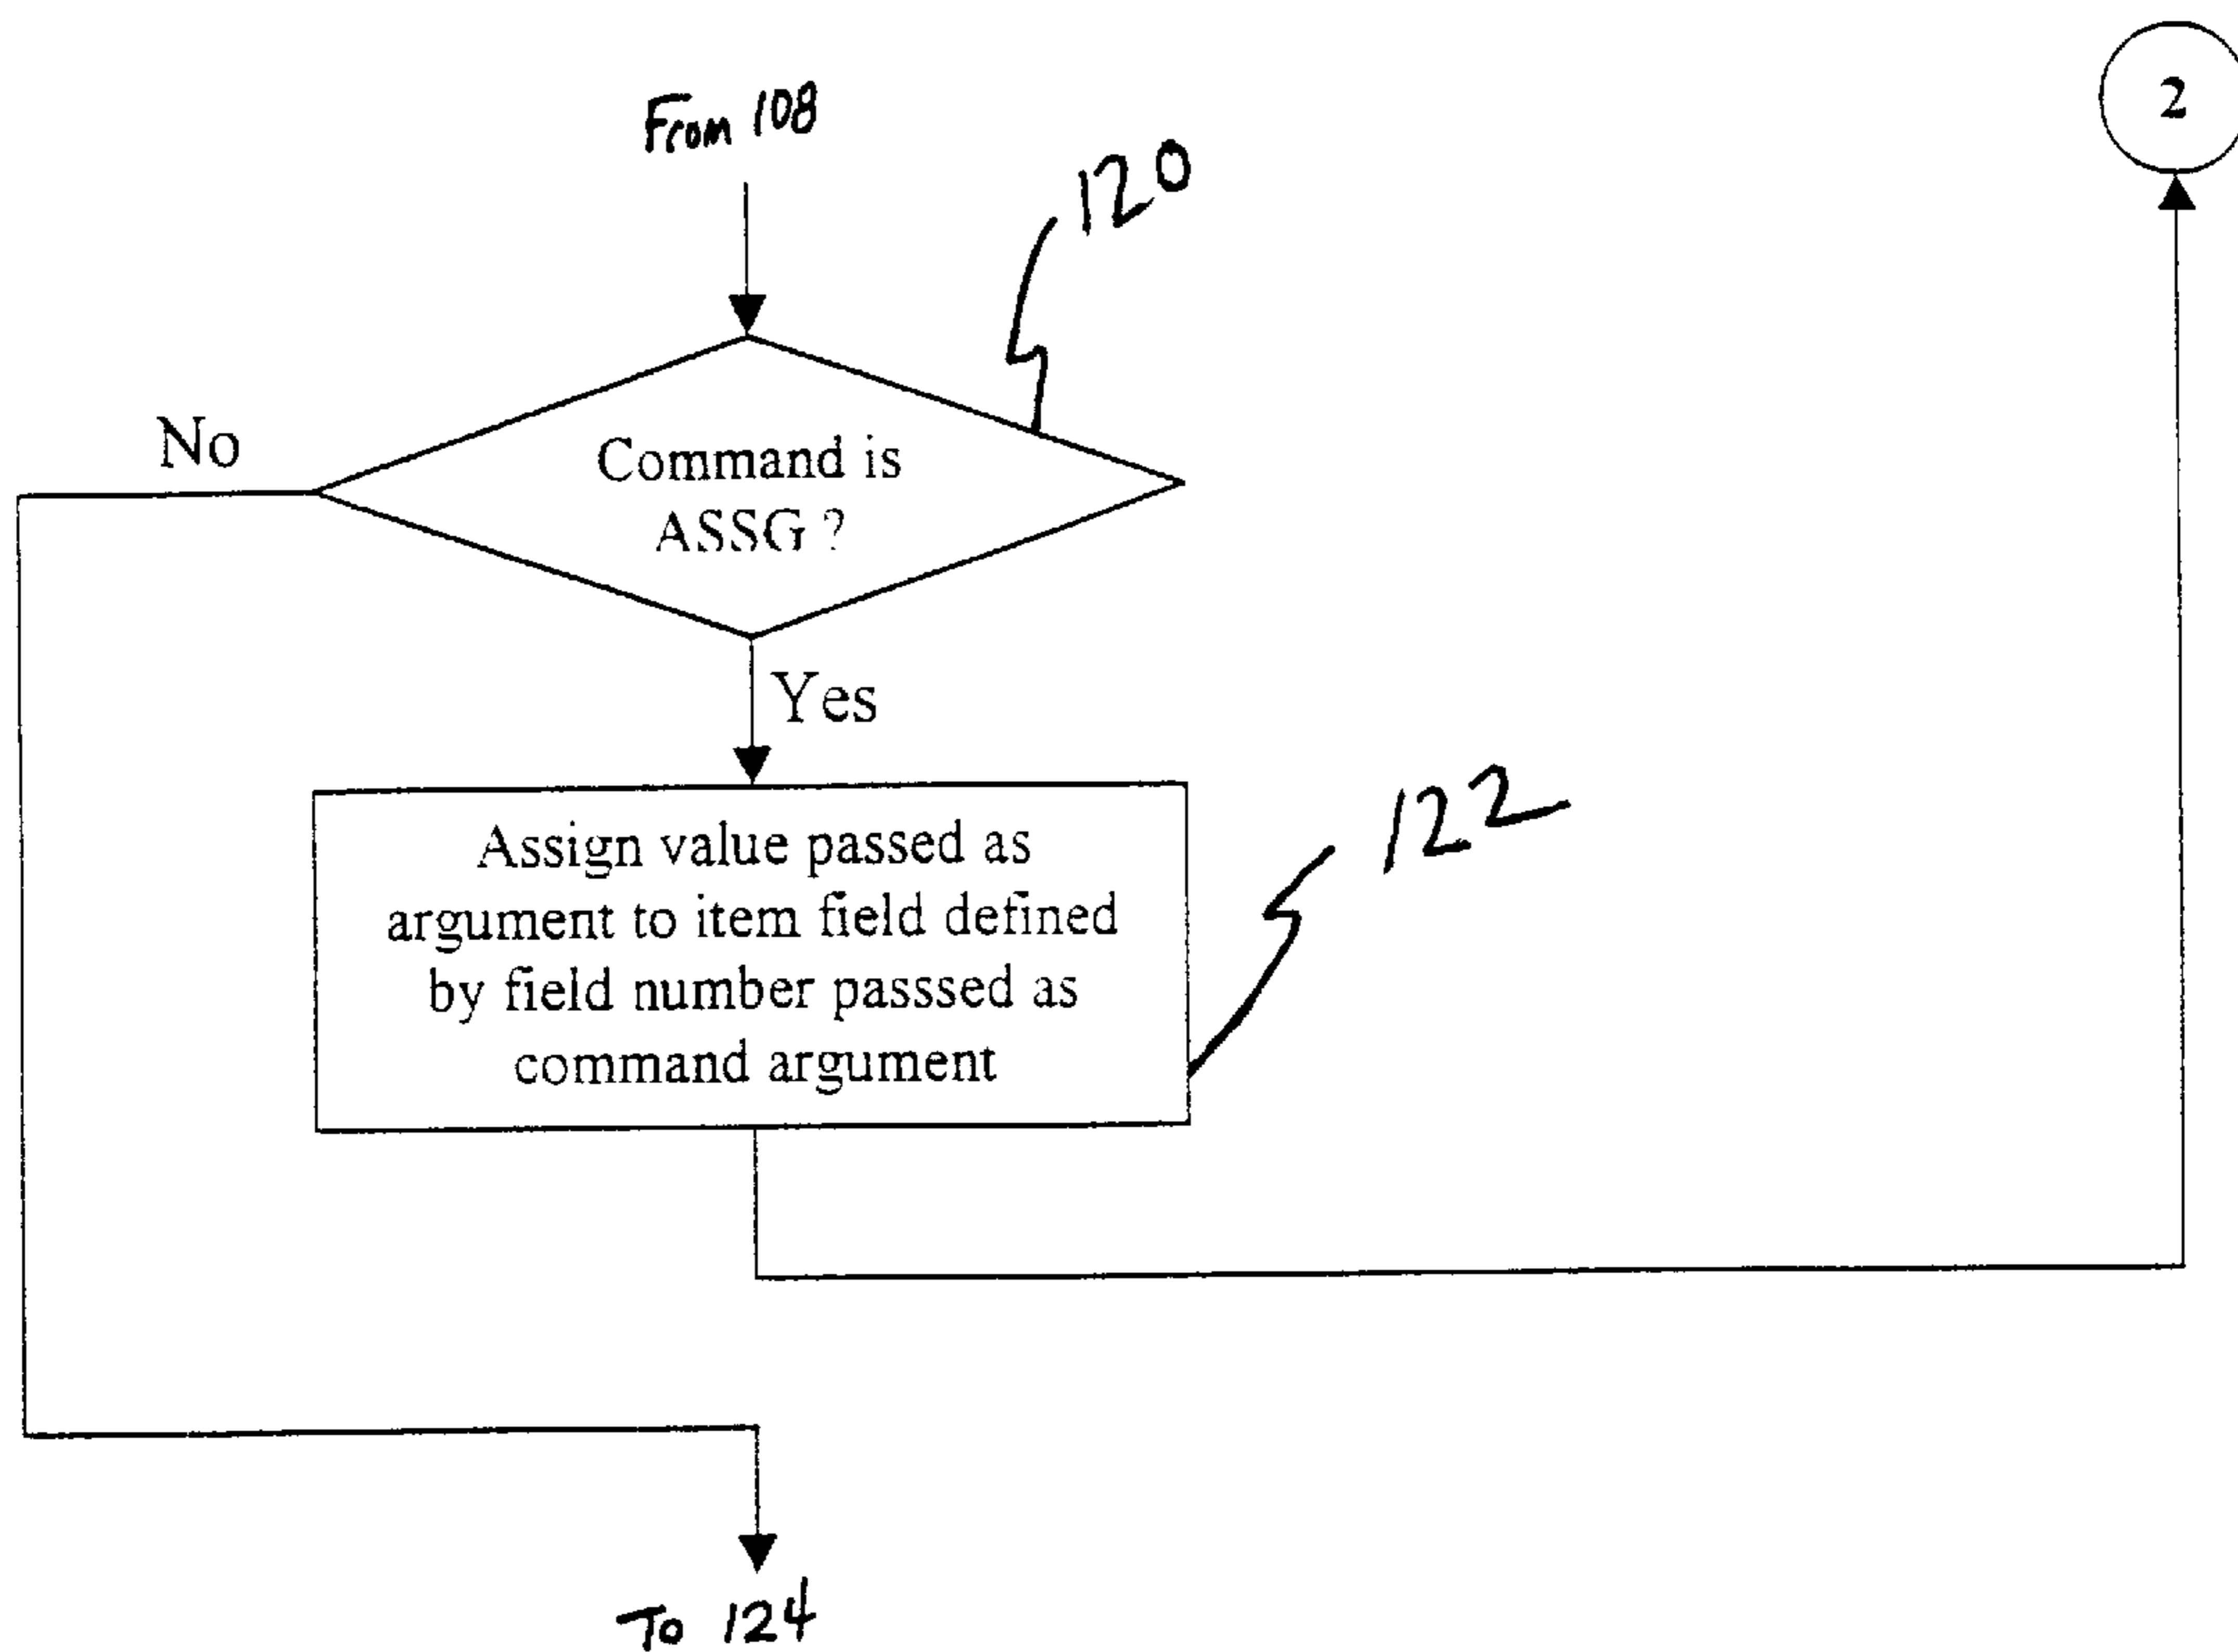 2
From 108
120
No
Command is
ASSG ?
Yes
122
Assign value passed as
argument to item field defined
by field number passsed as
command argument
To 124